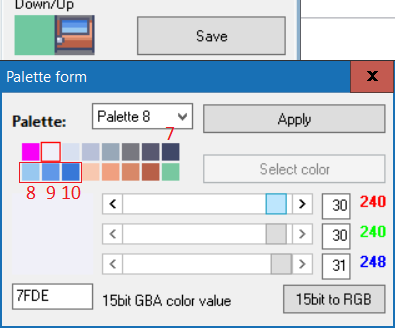 Down/Up
Save
Palette form
x
Palette:
Palette 8
Apply
7
Select color
8 9 10
< > 30 240
< > 30 240
< > 31 248
7FDE
15bit GBA color value
15bit to RGB